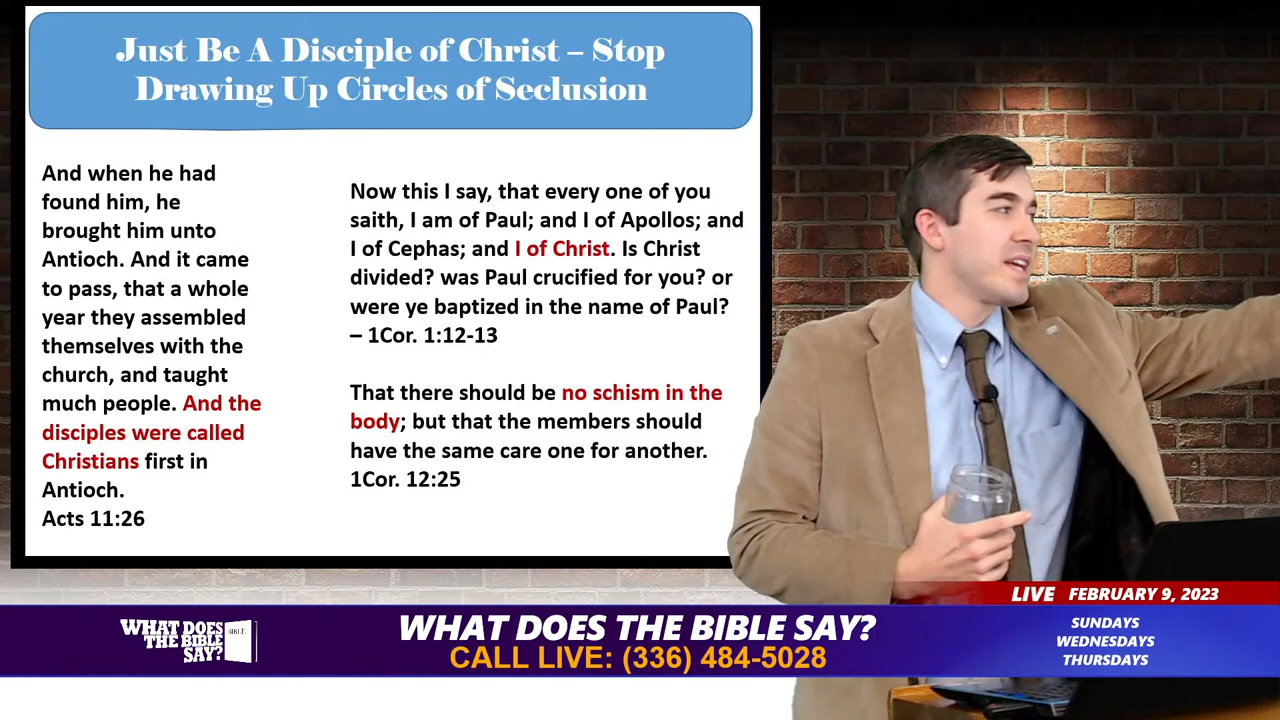 Just Be A Disciple of Christ – Stop
Drawing Up Circles of Seclusion
And when he had
found him, he
brought him unto
Antioch. And it came
to pass, that a whole
year they assembled
themselves with the
church, and taught
much people. And the
disciples were called
Christians first in
Antioch.
Acts 11:26
Now this I say, that every one of you
saith, I am of Paul; and I of Apollos; and
I of Cephas; and I of Christ. Is Christ
divided? was Paul crucified for you? or
were ye baptized in the name of Paul?
– 1Cor. 1:12-13
That there should be no schism in the
body; but that the members should
have the same care one for another.
1Cor. 12:25
LIVE FEBRUARY 9, 2023
WHAT DOES
THE BIBLE
SAY?
BIBLE
WHAT DOES THE BIBLE SAY?
CALL LIVE: (336) 484-5028
SUNDAYS
WEDNESDAYS
THURSDAYS